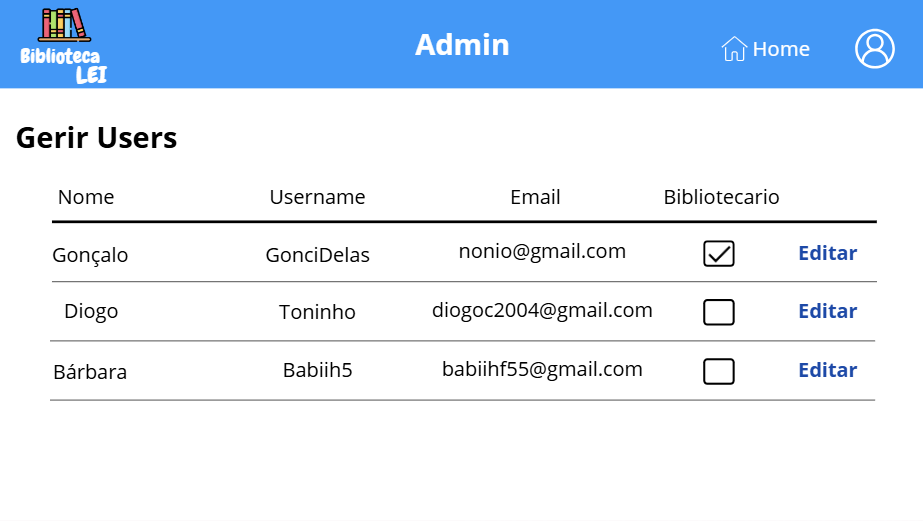 Biblioteca
LEI
Admin
Home
Gerir Users
Nome Username Email Bibliotecario
Gonçalo GonciDelas nonio@gmail.com Editar
Diogo Toninho diogoc2004@gmail.com Editar
Bárbara Babiih5 babiihf55@gmail.com Editar